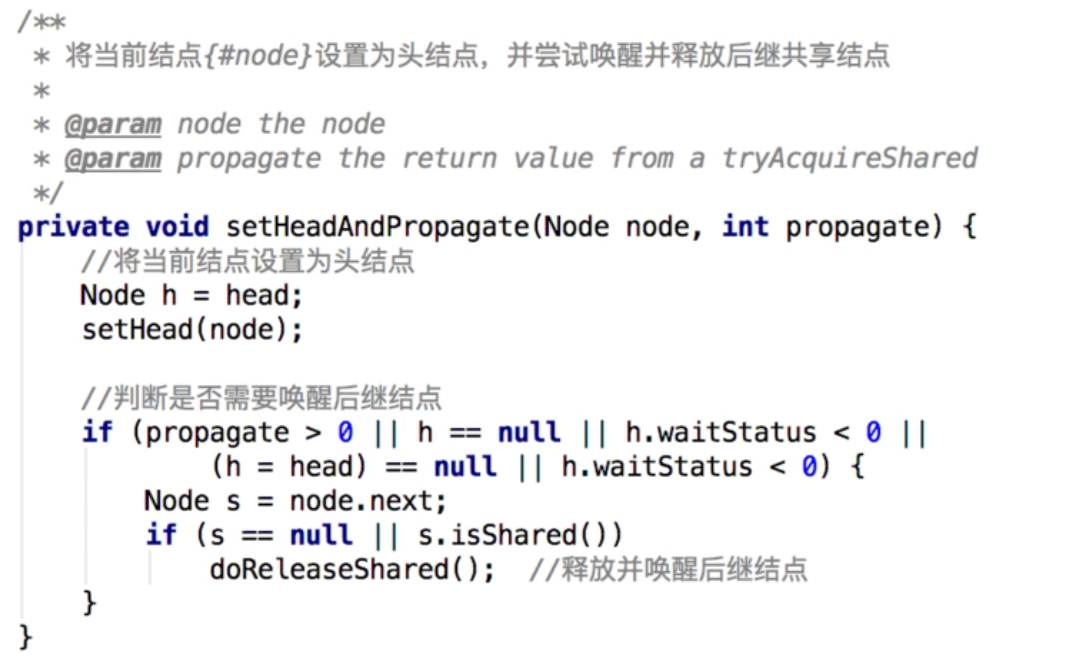 /**
 * 将当前结点{#node}设置为头结点，并尝试唤醒并释放后继共享结点
 *
 * @param node the node
 * @param propagate the return value from a tryAcquireShared
 */
private void setHeadAndPropagate(Node node, int propagate) {
    //将当前结点设置为头结点
    Node h = head;
    setHead(node);

    //判断是否需要唤醒后继结点
    if (propagate > 0 || h == null || h.waitStatus < 0 ||
            (h = head) == null || h.waitStatus < 0) {
        Node s = node.next;
        if (s == null || s.isShared())
            doReleaseShared();  //释放并唤醒后继结点
    }
}